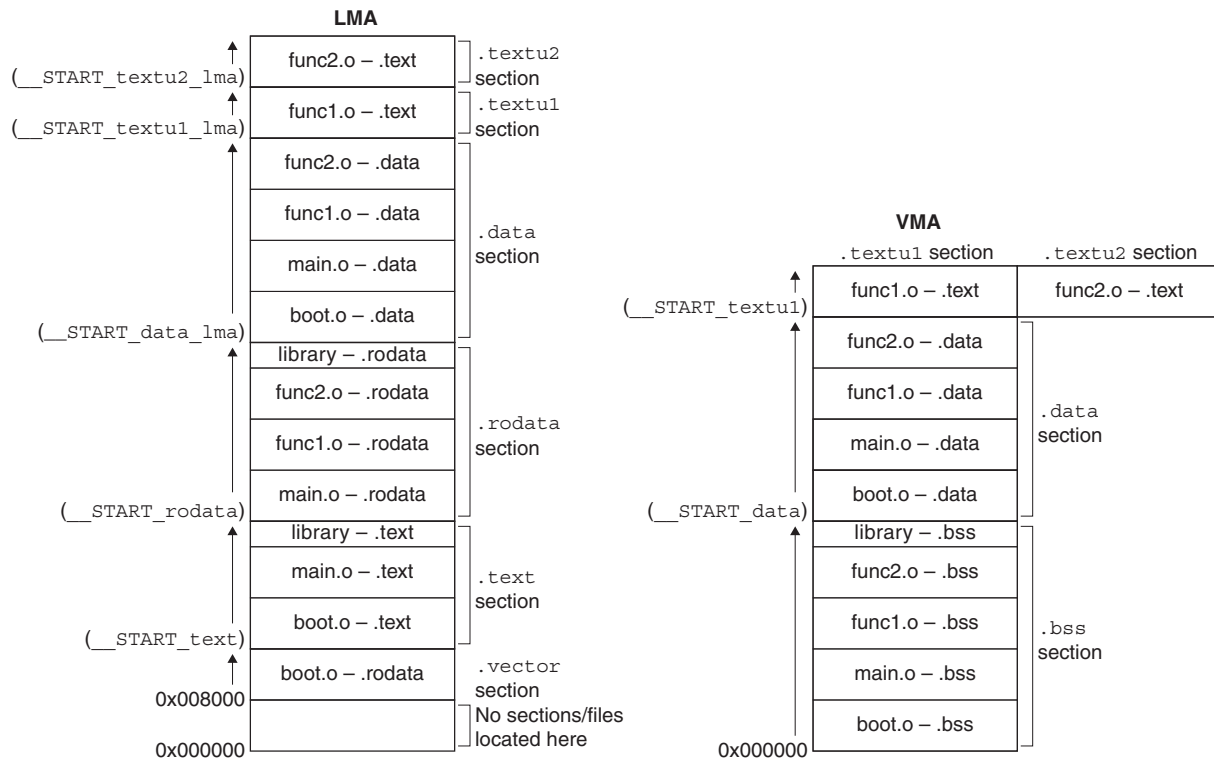 LMA
func2.o – .text
.textu2
section
(__START_textu2_lma)
func1.o – .text
.textu1
section
(__START_textu1_lma)
func2.o – .data
func1.o – .data
main.o – .data
boot.o – .data
.data
section
(__START_data_lma)
library – .rodata
func2.o – .rodata
func1.o – .rodata
main.o – .rodata
.rodata
section
(__START_rodata)
library – .text
main.o – .text
boot.o – .text
.text
section
(__START_text)
boot.o – .rodata
.vector
section
0x008000
No sections/files
located here
0x000000
VMA
.textu1 section
.textu2 section
func1.o – .text
func2.o – .text
(__START_textu1)
func2.o – .data
func1.o – .data
main.o – .data
boot.o – .data
.data
section
(__START_data)
library – .bss
func2.o – .bss
func1.o – .bss
main.o – .bss
boot.o – .bss
.bss
section
0x000000